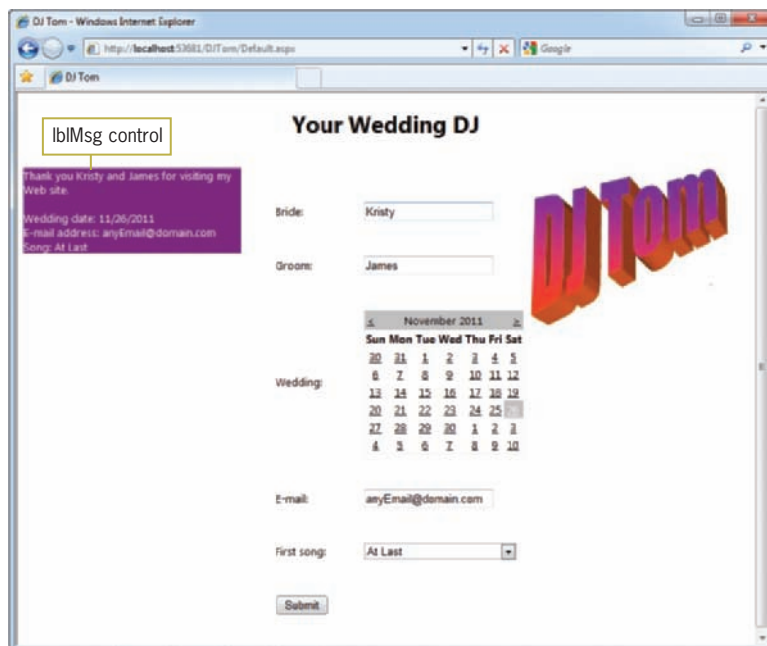 DJ Tom - Windows Internet Explorer
http://localhost:53681/DJTom/Default.aspx
Google
DJ Tom
Your Wedding DJ
lblMsg control
Thank you Kristy and James for visiting my
Web site.
Wedding date: 11/26/2011
E-mail address: anyEmail@domain.com
Song: At Last
DJ Tom
Bride: Kristy
Groom: James
< November 2011 >
Sun Mon Tue Wed Thu Fri Sat
30 31 1 2 3 4 5
6 7 8 9 10 11 12
13 14 15 16 17 18 19
20 21 22 23 24 25 26
27 28 29 30 1 2 3
4 5 6 7 8 9 10
Wedding:
E-mail: anyEmail@domain.com
First song: At Last
Submit